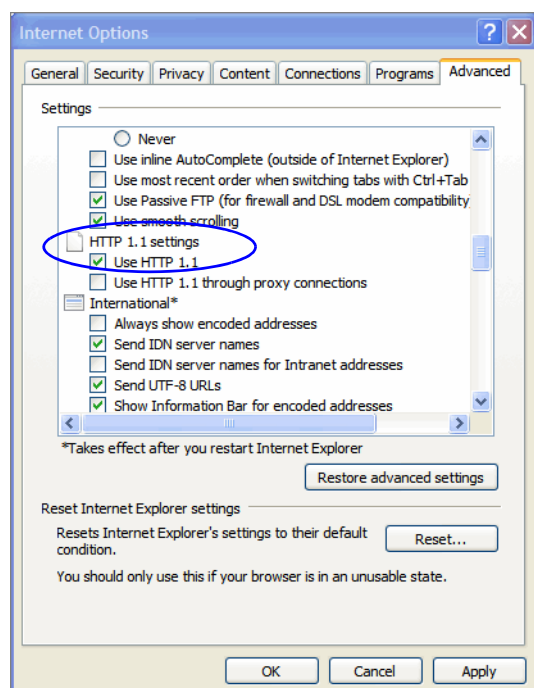 Internet Options
General Security Privacy Content Connections Programs Advanced
Settings
Never
Use inline AutoComplete (outside of Internet Explorer)
Use most recent order when switching tabs with Ctrl+Tab
Use Passive FTP (for firewall and DSL modem compatibility
Use smooth scrolling
HTTP 1.1 settings
Use HTTP 1.1
Use HTTP 1.1 through proxy connections
International*
Always show encoded addresses
Send IDN server names
Send IDN server names for Intranet addresses
Send UTF-8 URLs
Show Information Bar for encoded addresses
*Takes effect after you restart Internet Explorer
Restore advanced settings
Reset Internet Explorer settings
Resets Internet Explorer's settings to their default
condition.
Reset...
You should only use this if your browser is in an unusable state.
OK Cancel Apply